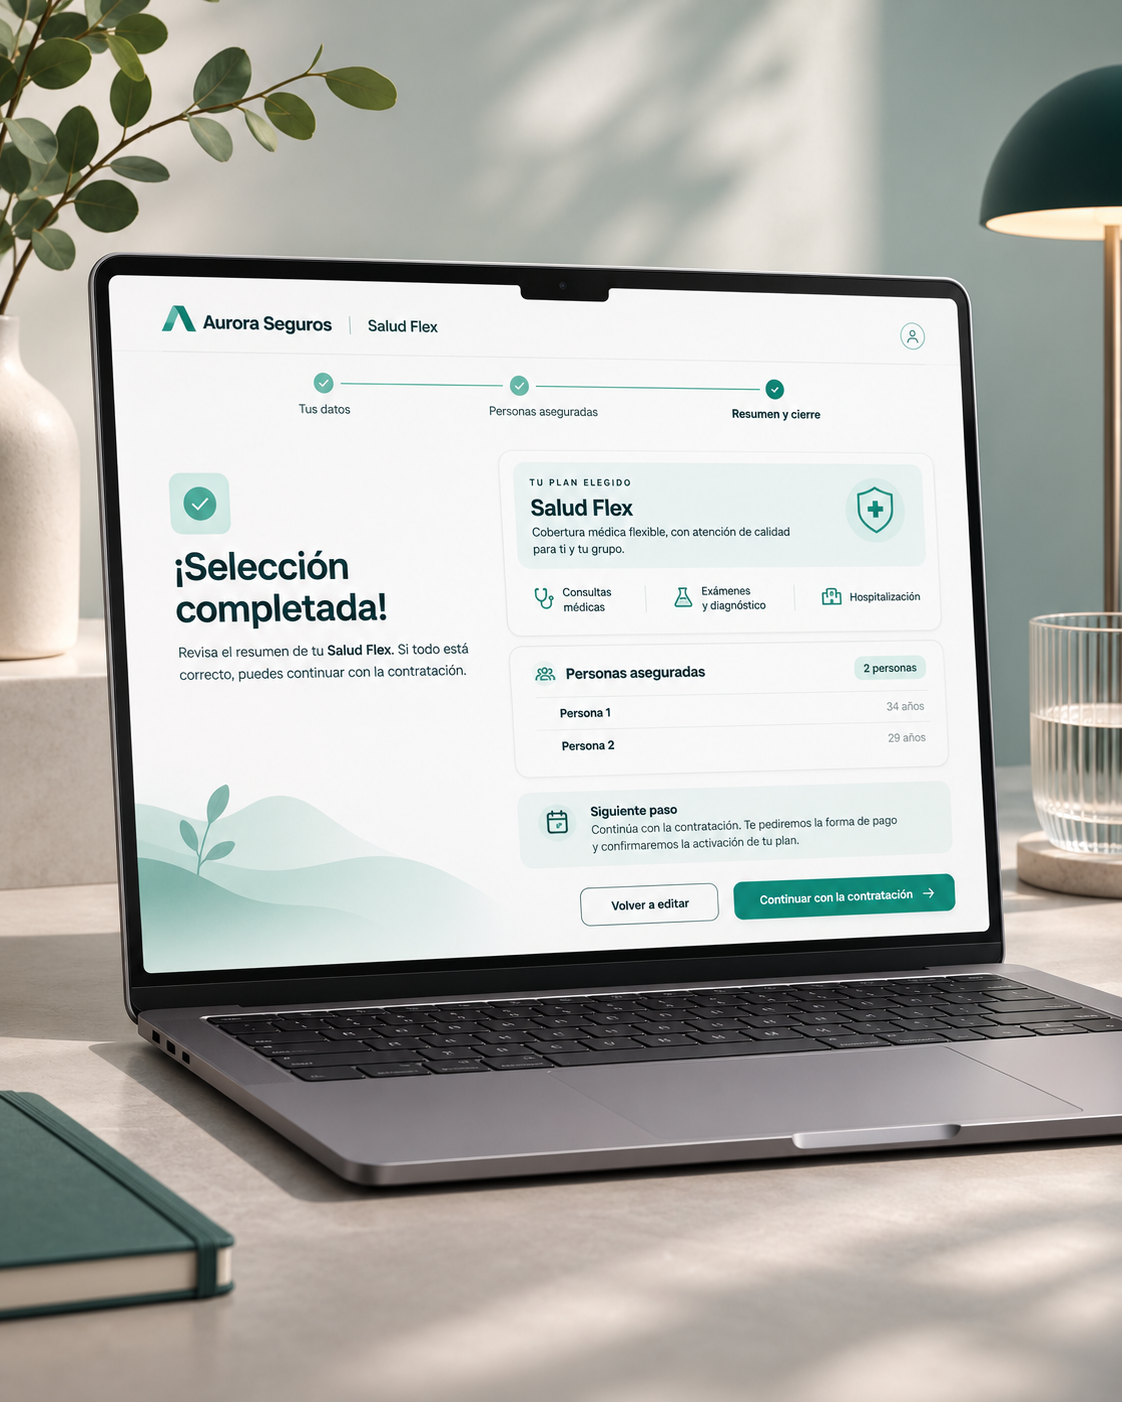 Aurora Seguros
Salud Flex
Tus datos
Personas aseguradas
Resumen y cierre
¡Selección
completada!
Revisa el resumen de tu Salud Flex. Si todo está
correcto, puedes continuar con la contratación.
TU PLAN ELEGIDO
Salud Flex
Cobertura médica flexible, con atención de calidad
para ti y tu grupo.
Consultas
médicas
Exámenes
y diagnóstico
Hospitalización
Personas aseguradas
2 personas
Persona 1
34 años
Persona 2
29 años
Siguiente paso
Continúa con la contratación. Te pediremos la forma de pago
y confirmaremos la activación de tu plan.
Volver a editar
Continuar con la contratación